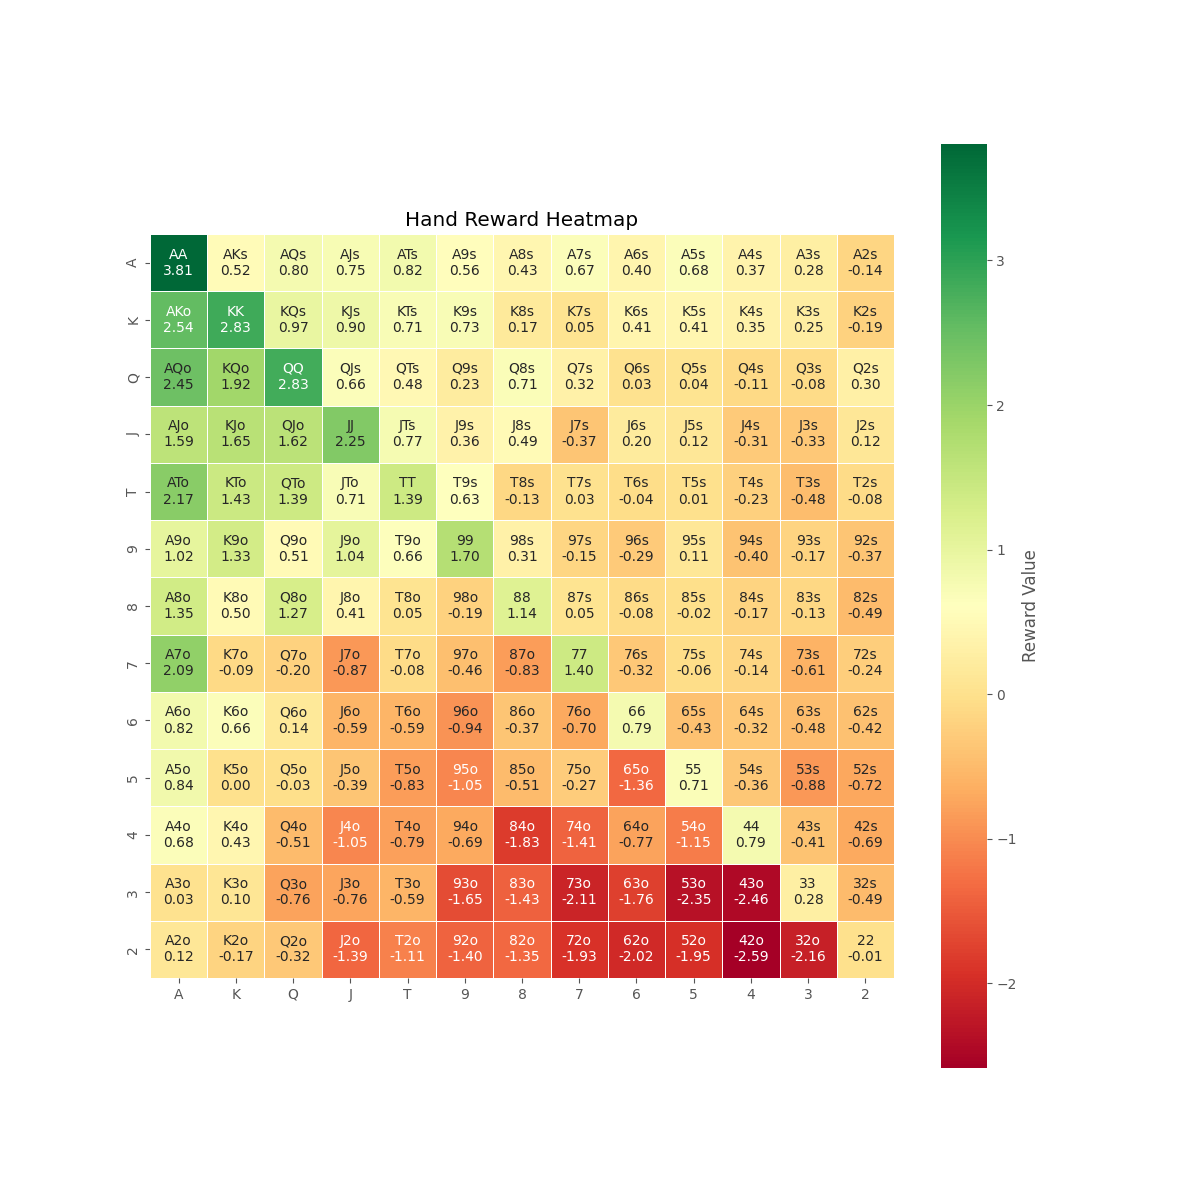 Hand Reward Heatmap
AA AKs AQs AJs ATs A9s A8s A7s A6s A5s A4s A3s A2s
A 3.81 0.52 0.80 0.75 0.82 0.56 0.43 0.67 0.40 0.68 0.37 0.28 -0.14
AKo KK KQs KJs KTs K9s K8s K7s K6s K5s K4s K3s K2s
K 2.54 2.83 0.97 0.90 0.71 0.73 0.17 0.05 0.41 0.41 0.35 0.25 -0.19
AQo KQo QQ QJs QTs Q9s Q8s Q7s Q6s Q5s Q4s Q3s Q2s
Q 2.45 1.92 2.83 0.66 0.48 0.23 0.71 0.32 0.03 0.04 -0.11 -0.08 0.30
AJo KJo QJo JJ JTs J9s J8s J7s J6s J5s J4s J3s J2s
J 1.59 1.65 1.62 2.25 0.77 0.36 0.49 -0.37 0.20 0.12 -0.31 -0.33 0.12
ATo KTo QTo JTo TT T9s T8s T7s T6s T5s T4s T3s T2s
T 2.17 1.43 1.39 0.71 1.39 0.63 -0.13 0.03 -0.04 0.01 -0.23 -0.48 -0.08
A9o K9o Q9o J9o T9o 99 98s 97s 96s 95s 94s 93s 92s
9 1.02 1.33 0.51 1.04 0.66 1.70 0.31 -0.15 -0.29 0.11 -0.40 -0.17 -0.37
A8o K8o Q8o J8o T8o 98o 88 87s 86s 85s 84s 83s 82s
8 1.35 0.50 1.27 0.41 0.05 -0.19 1.14 0.05 -0.08 -0.02 -0.17 -0.13 -0.49
A7o K7o Q7o J7o T7o 97o 87o 77 76s 75s 74s 73s 72s
7 2.09 -0.09 -0.20 -0.87 -0.08 -0.46 -0.83 1.40 -0.32 -0.06 -0.14 -0.61 -0.24
A6o K6o Q6o J6o T6o 96o 86o 76o 66 65s 64s 63s 62s
6 0.82 0.66 0.14 -0.59 -0.59 -0.94 -0.37 -0.70 0.79 -0.43 -0.32 -0.48 -0.42
A5o K5o Q5o J5o T5o 95o 85o 75o 65o 55 54s 53s 52s
5 0.84 0.00 -0.03 -0.39 -0.83 -1.05 -0.51 -0.27 -1.36 0.71 -0.36 -0.88 -0.72
A4o K4o Q4o J4o T4o 94o 84o 74o 64o 54o 44 43s 42s
4 0.68 0.43 -0.51 -1.05 -0.79 -0.69 -1.83 -1.41 -0.77 -1.15 0.79 -0.41 -0.69
A3o K3o Q3o J3o T3o 93o 83o 73o 63o 53o 43o 33 32s
3 0.03 0.10 -0.76 -0.76 -0.59 -1.65 -1.43 -2.11 -1.76 -2.35 -2.46 0.28 -0.49
A2o K2o Q2o J2o T2o 92o 82o 72o 62o 52o 42o 32o 22
2 0.12 -0.17 -0.32 -1.39 -1.11 -1.40 -1.35 -1.93 -2.02 -1.95 -2.59 -2.16 -0.01
A K Q J T 9 8 7 6 5 4 3 2
3
2
1
0
−1
−2
Reward Value